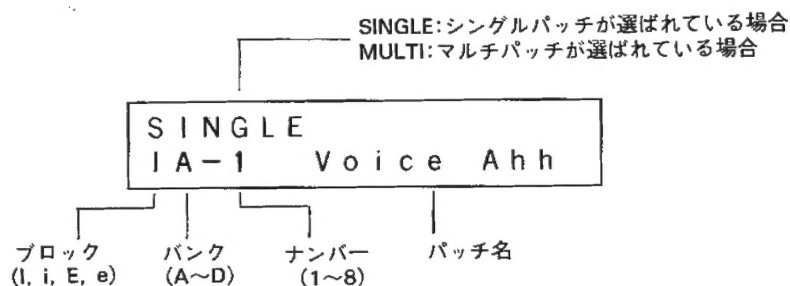 SINGLE:シングルパッチが選ばれている場合
MULTI:マルチパッチが選ばれている場合
SINGLE
IA-1 Voice Ahh
ブロック
(I, i, E, e)
バンク
(A～D)
ナンバー
(1～8)
パッチ名